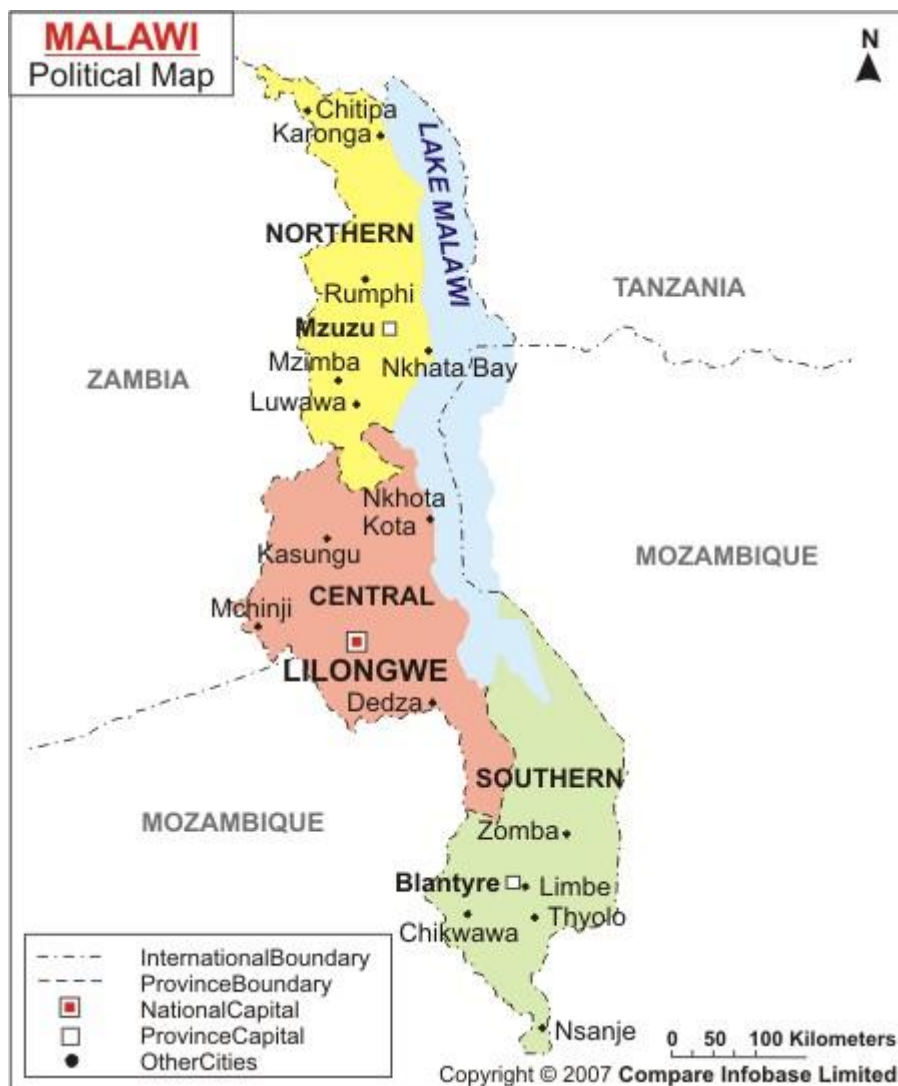 MALAWI
Political Map
N
Chitipa
Karonga
LAKE MALAWI
NORTHERN
Rumphi
TANZANIA
Mzuzu
Nkhata Bay
Mzimba
ZAMBIA
Luwawa
Nkhota
Kota
Kasungu
MOZAMBIQUE
CENTRAL
Mchinji
LILONGWE
Dedza
SOUTHERN
MOZAMBIQUE
Zomba
Blantyre
Limbe
Thyolo
Chikwawa
Nsanje
InternationalBoundary
ProvinceBoundary
NationalCapital
ProvinceCapital
OtherCities
0 50 100 Kilometers
Copyright © 2007 Compare Infobase Limited